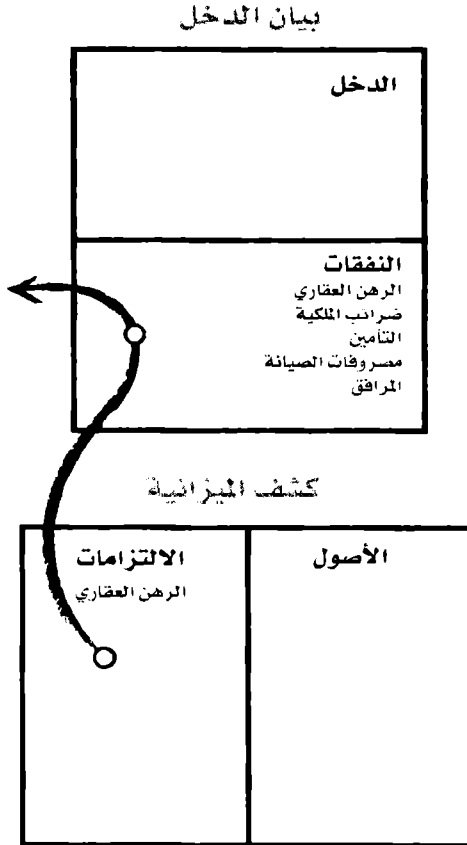 بيان الدخل
الدخل
النفقات
الرهن العقاري
ضرائب الملكية
التأمين
مصروفات الصيانة
المرافق
كشف الميزانية
الأصول
الالتزامات
الرهن العقاري